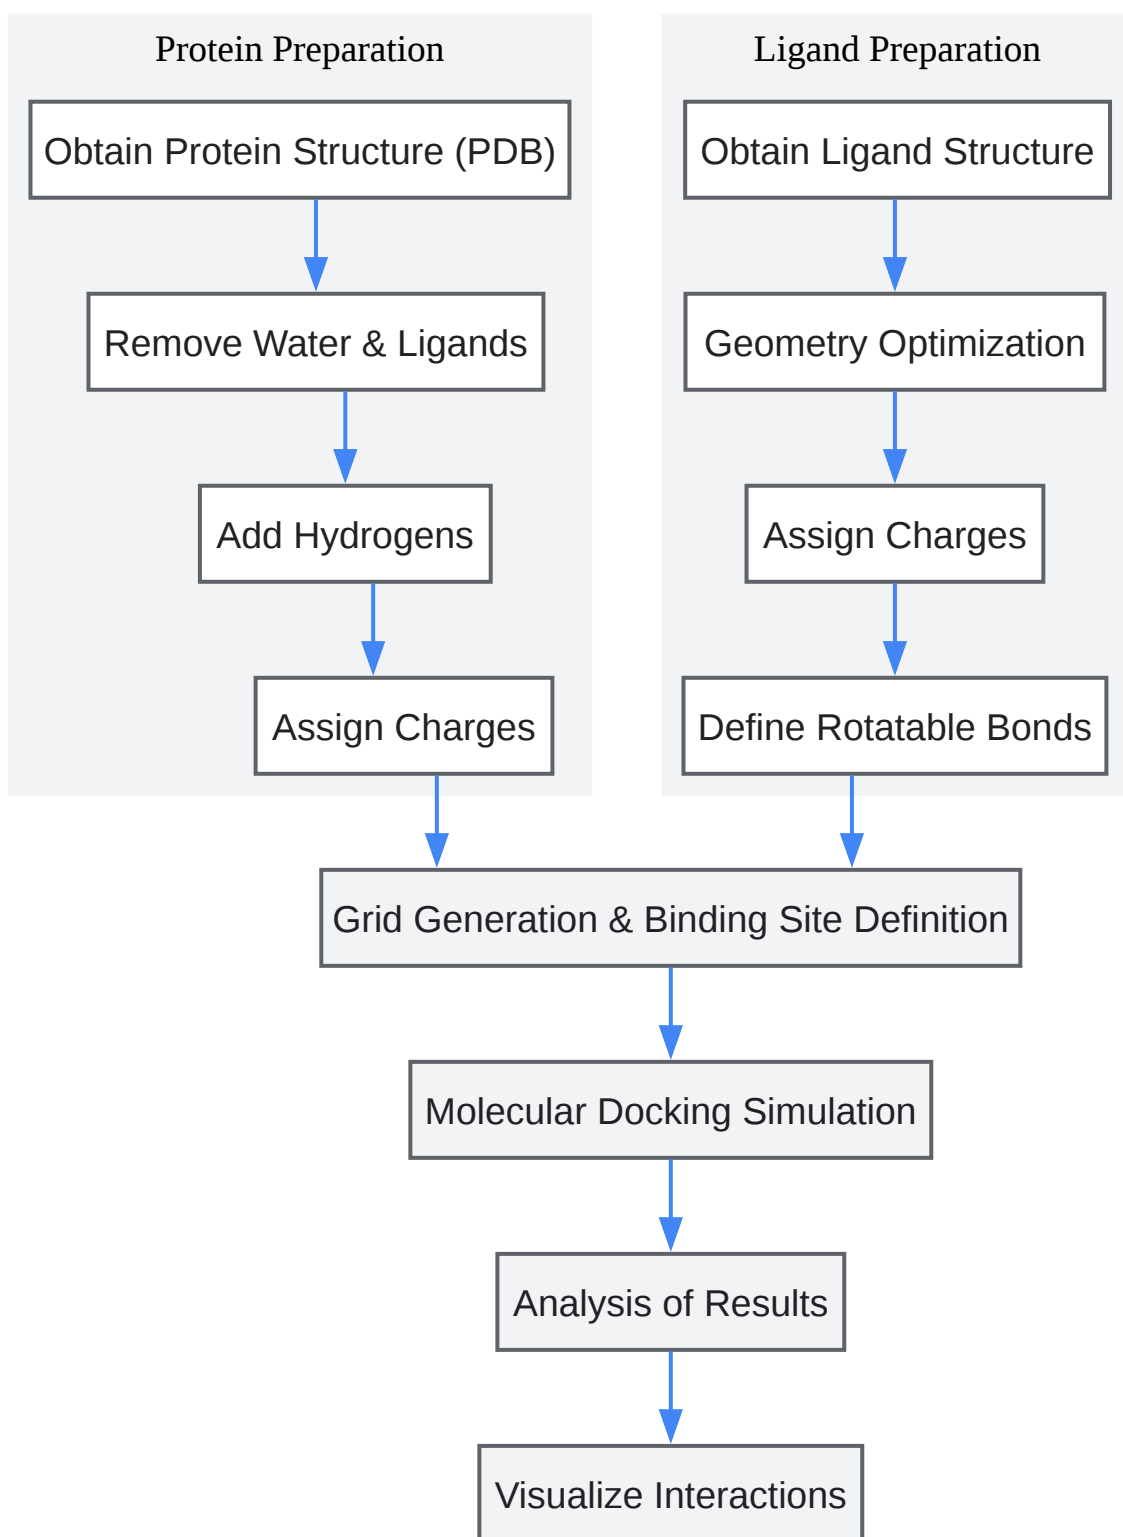 Protein Preparation
Obtain Protein Structure (PDB)
Remove Water & Ligands
Add Hydrogens
Assign Charges
Ligand Preparation
Obtain Ligand Structure
Geometry Optimization
Assign Charges
Define Rotatable Bonds
Grid Generation & Binding Site Definition
Molecular Docking Simulation
Analysis of Results
Visualize Interactions